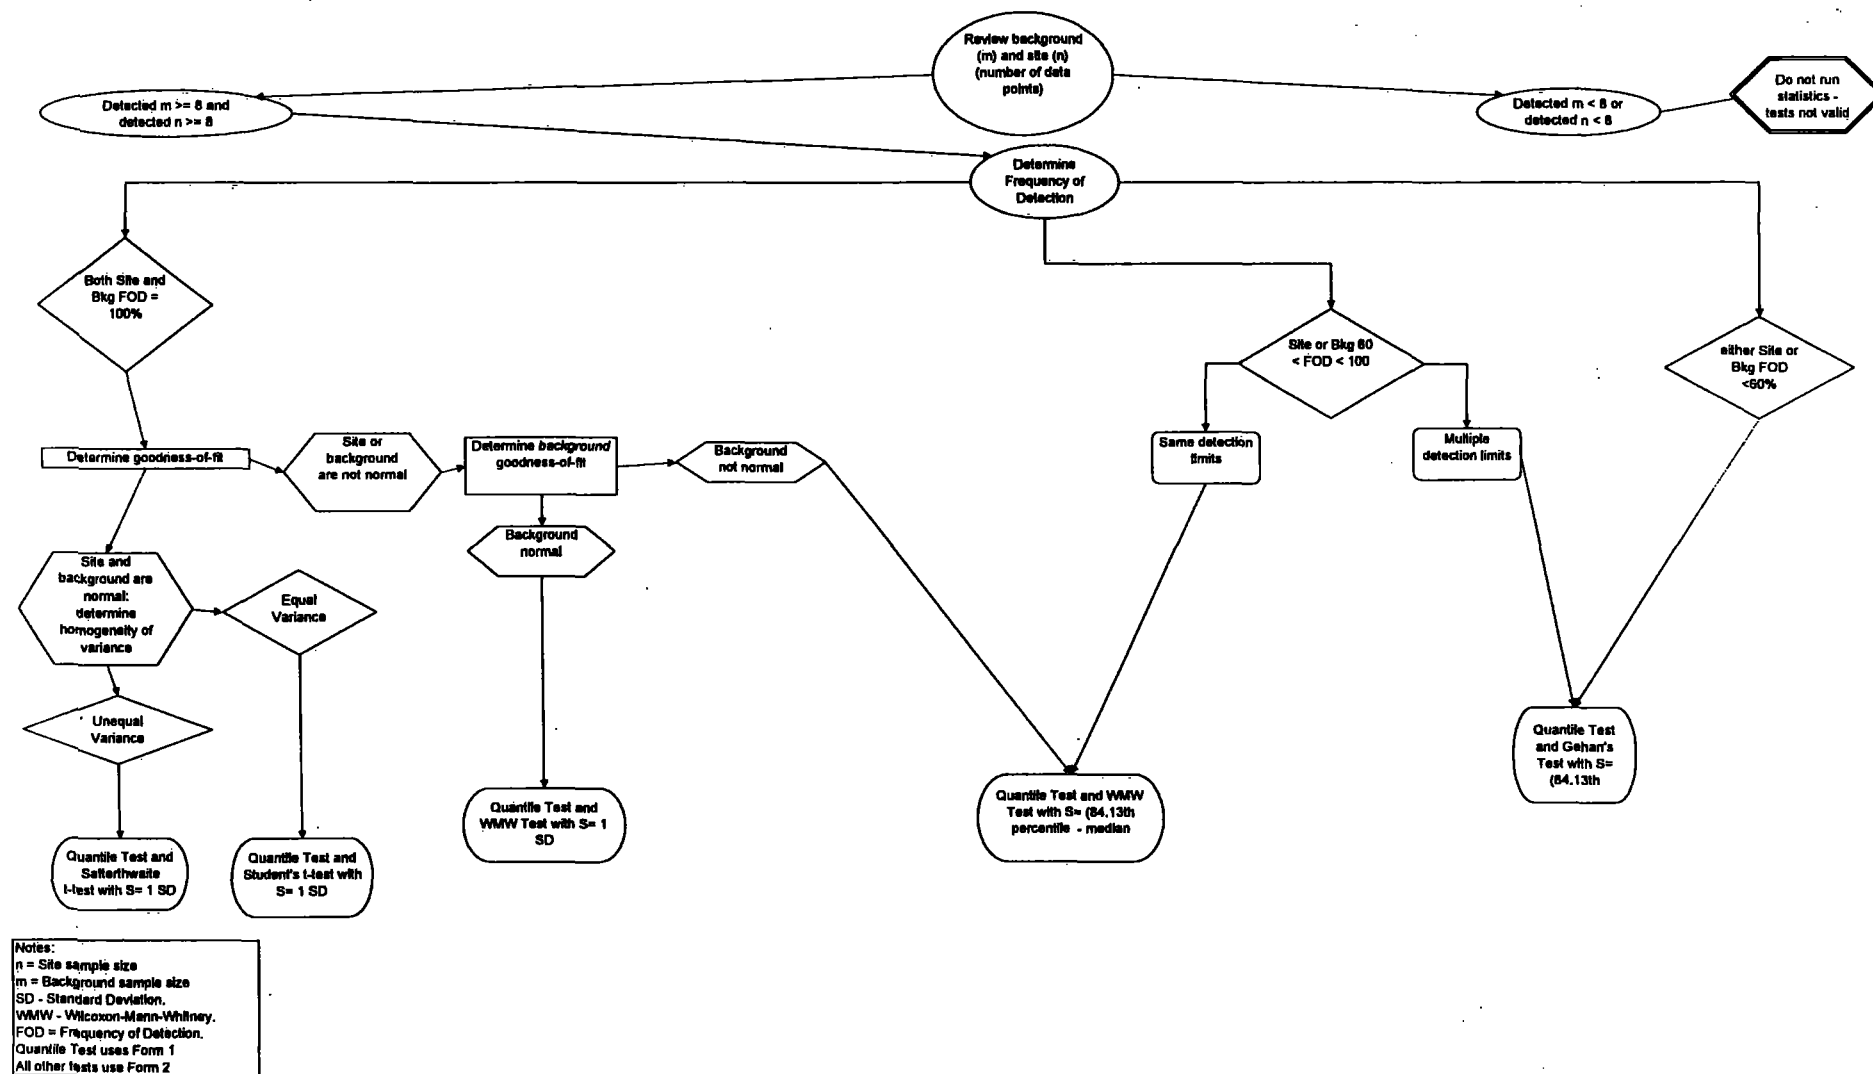 Review background
(m) and site (n)
(number of data
points)
Detected m >= 8 and
detected n >= 8
Detected m < 8 or
detected n < 8
Do not run
statistics -
tests not valid
Determine
Frequency of
Detection
Both Site and
Bkg FOD =
100%
Site or Bkg 60
< FOD < 100
either Site or
Bkg FOD
<60%
Determine goodness-of-fit
Site or
background
are not normal
Determine background
goodness-of-fit
Background
not normal
Same detection
limits
Multiple
detection limits
Background
normal
Site and
background are
normal:
determine
homogeneity of
variance
Equal
Variance
Unequal
Variance
Quantile Test
and Gehan's
Test with S=
(84.13th
Quantile Test and
WMW Test with S= 1
SD
Quantile Test and WMW
Test with S= (84.13th
percentile - median
Quantile Test and
Satterthwaite
t-test with S= 1 SD
Quantile Test and
Student's t-test with
S= 1 SD
Notes:
n = Site sample size
m = Background sample size
SD - Standard Deviation.
WMW - Wilcoxon-Mann-Whitney.
FOD = Frequency of Detection.
Quantile Test uses Form 1
All other tests use Form 2